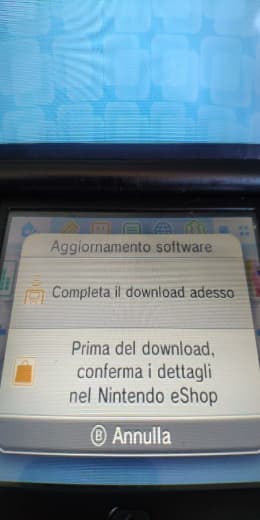 Aggiornamento software
Completa il download adesso
Prima del download,
conferma i dettagli
nel Nintendo eShop
Ⓑ Annulla